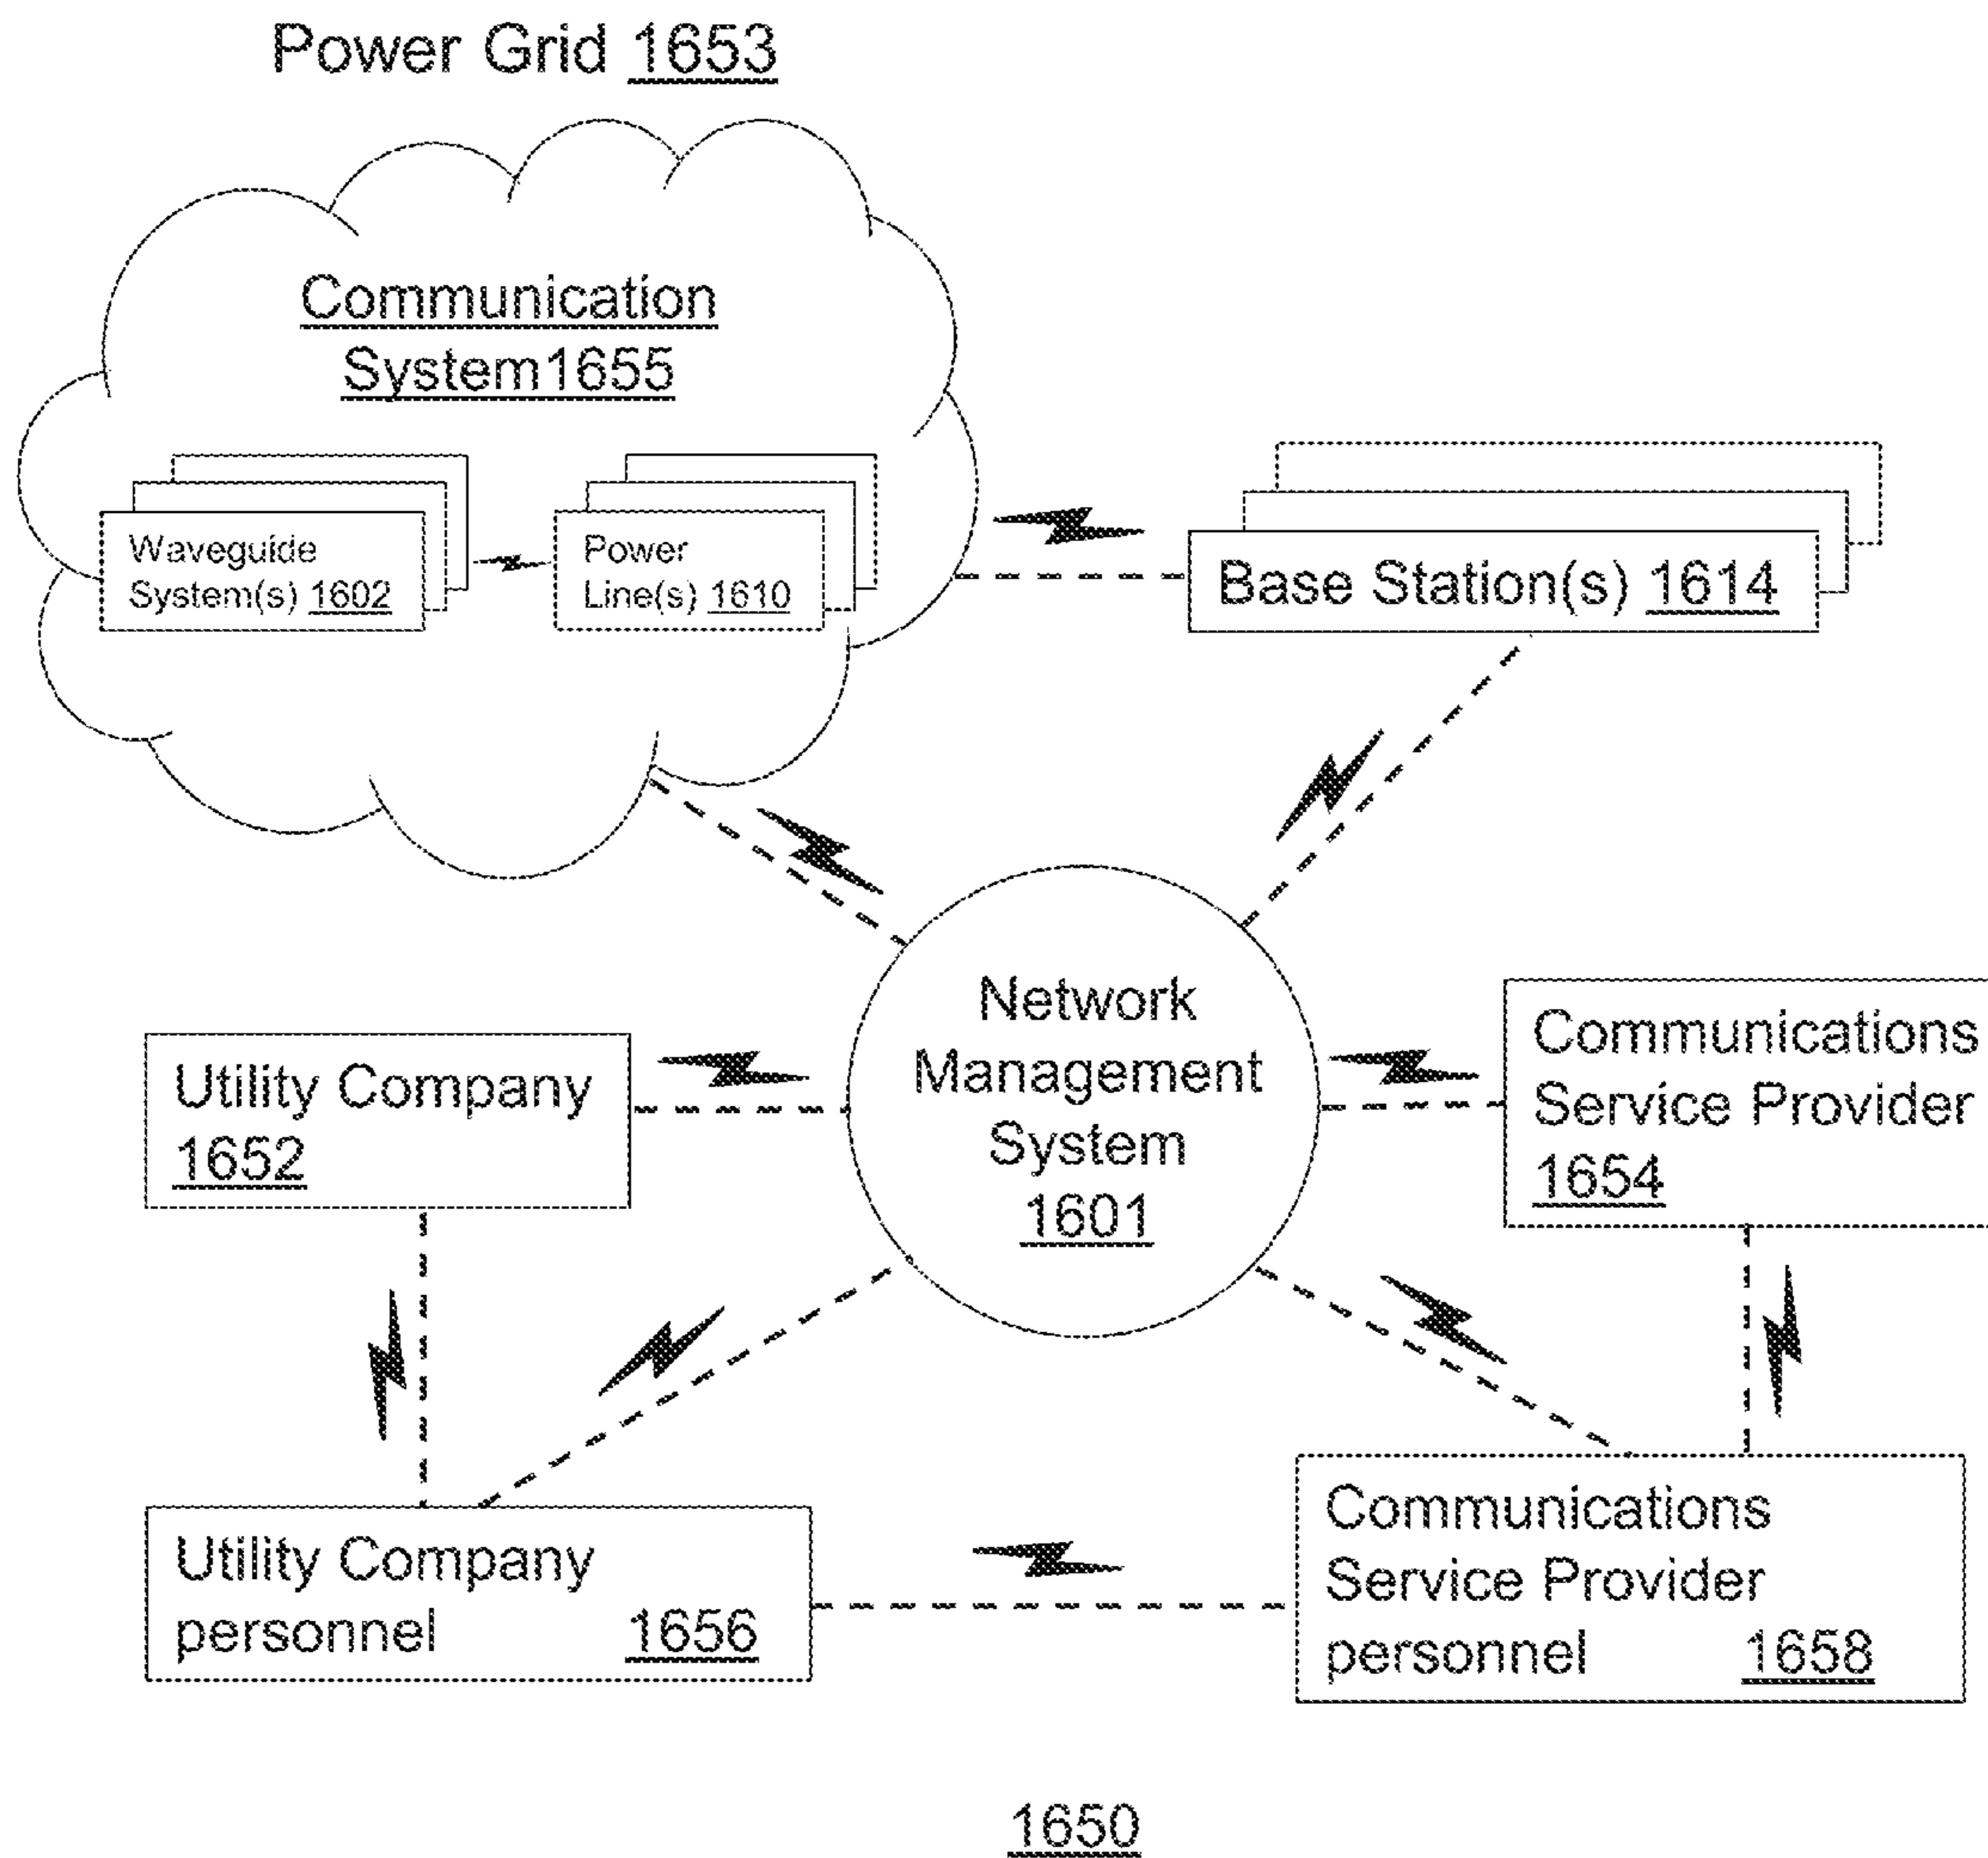 Power Grid 1653
Communication
System1655
Waveguide
System(s) 1602
Power
Line(s) 1610
Base Station(s) 1614
Network
Management
System
1601
Utility Company
1652
Communications
Service Provider
1654
Utility Company
personnel 1656
Communications
Service Provider
personnel 1658
1650